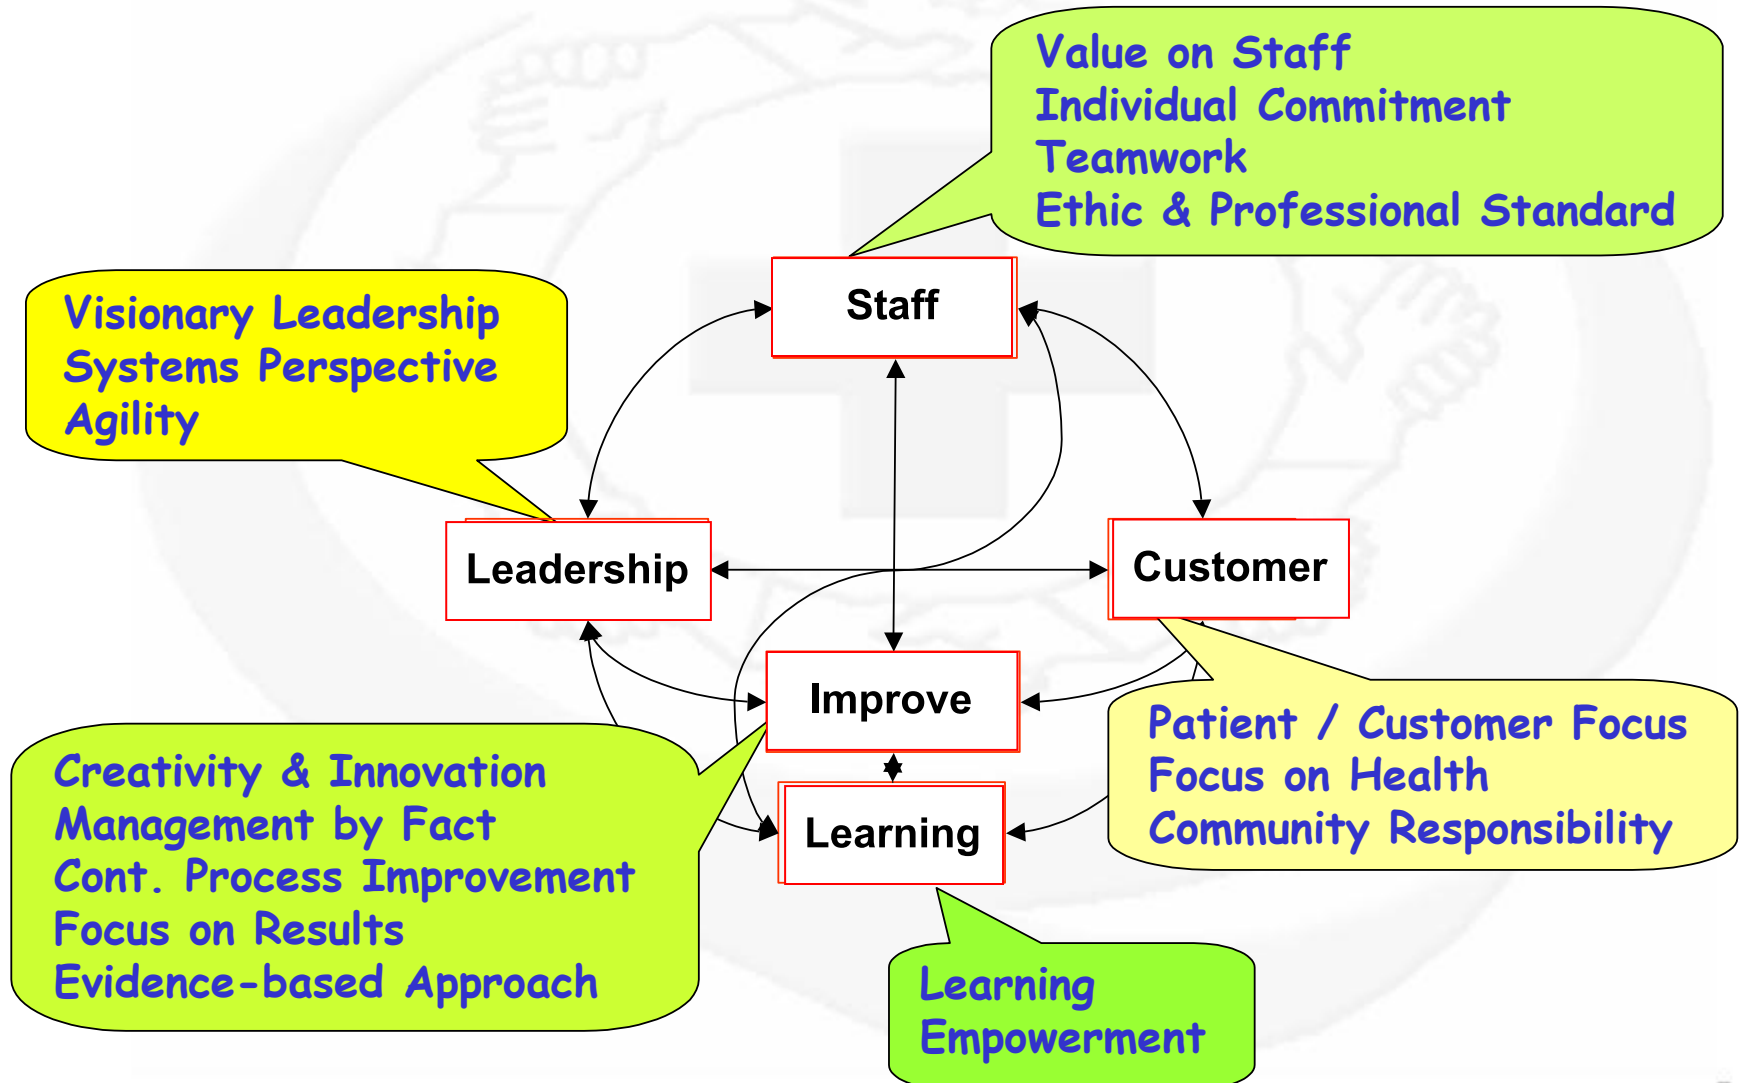 Value on Staff
Individual Commitment
Teamwork
Ethic & Professional Standard
Staff
Visionary Leadership
Systems Perspective
Agility
Leadership
Customer
Improve
Patient / Customer Focus
Focus on Health
Community Responsibility
Creativity & Innovation
Management by Fact
Cont. Process Improvement
Focus on Results
Evidence-based Approach
Learning
Learning
Empowerment